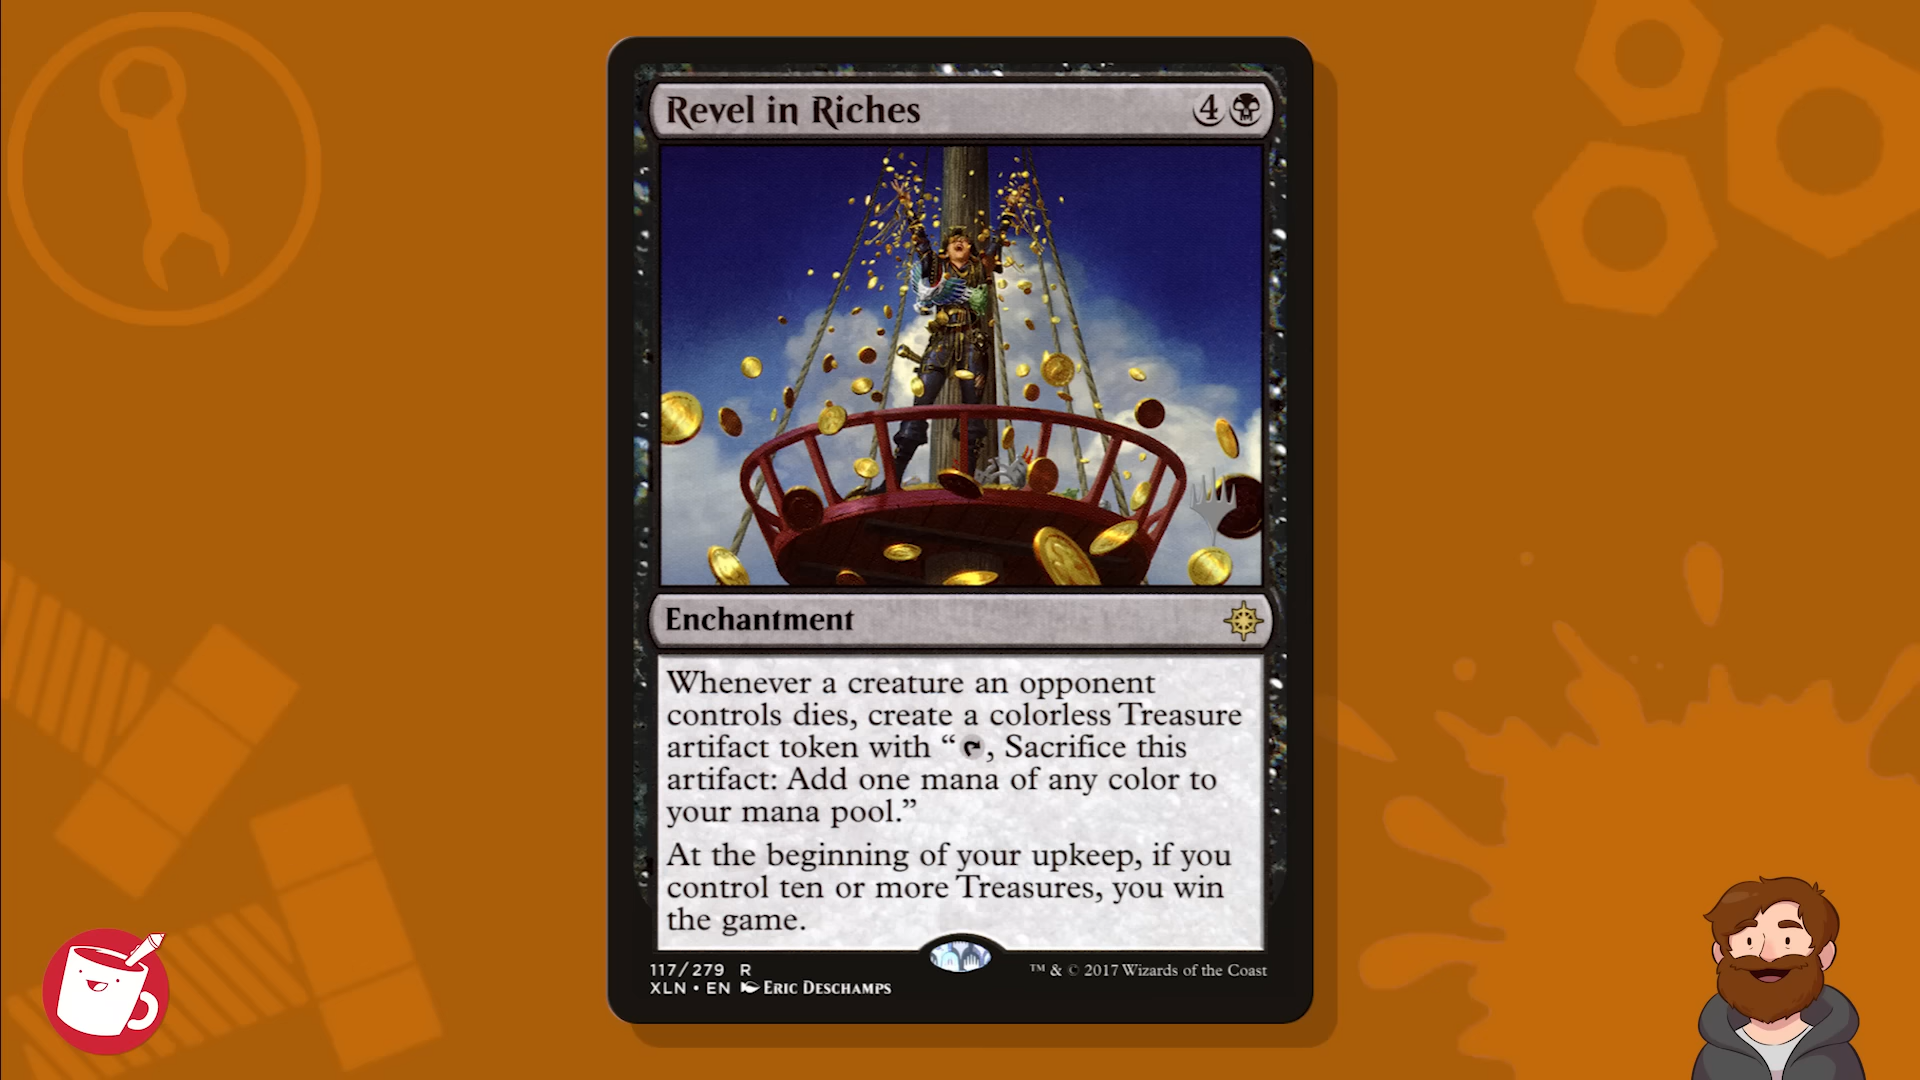 Revel in Riches 4
Enchantment
Whenever a creature an opponent
controls dies, create a colorless Treasure
artifact token with “ , Sacrifice this
artifact: Add one mana of any color to
your mana pool.”
At the beginning of your upkeep, if you
control ten or more Treasures, you win
the game.
117/279 R
XLN • EN Eric Deschamps
™ & © 2017 Wizards of the Coast